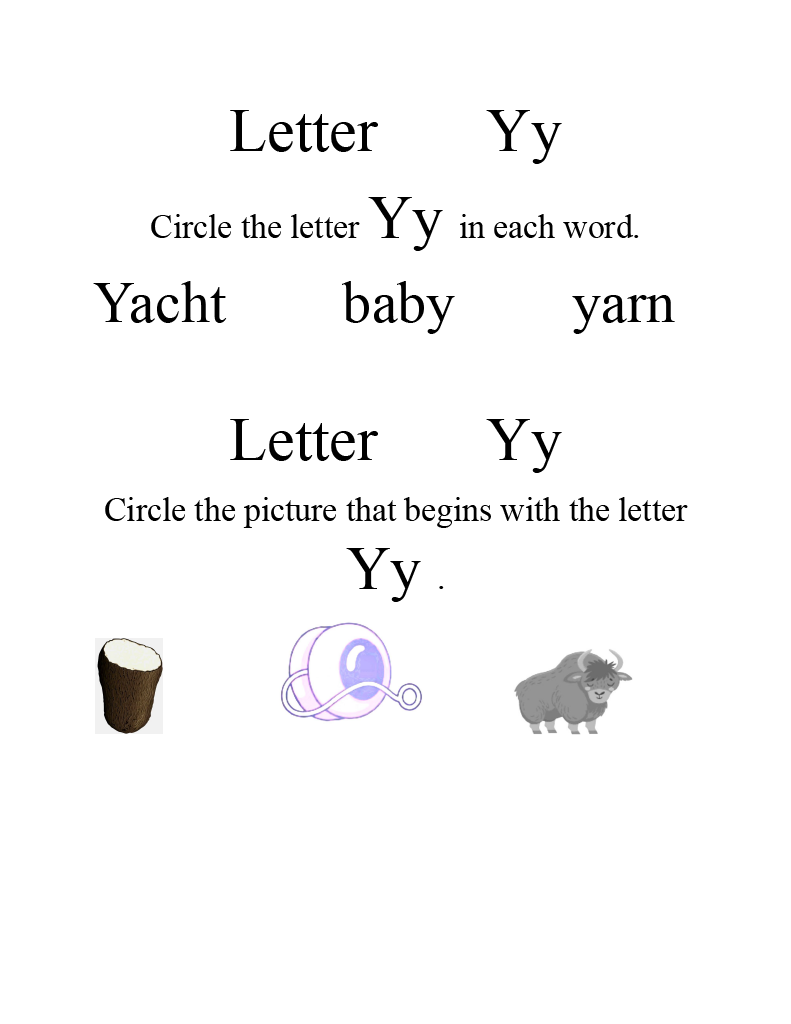 Letter Yy
Circle the letter Yy in each word.
Yacht baby yarn
Letter Yy
Circle the picture that begins with the letter
Yy .